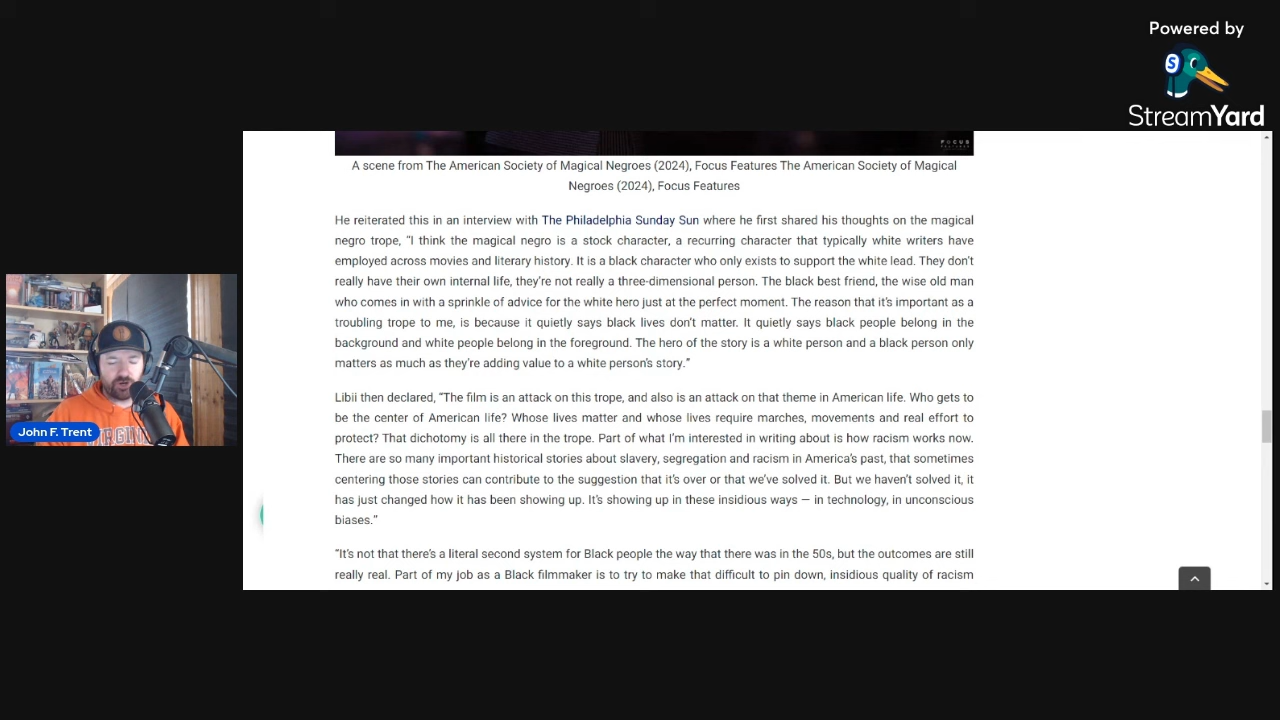 Powered by
S
StreamYard
FOCUS
A scene from The American Society of Magical Negroes (2024), Focus Features The American Society of Magical
Negroes (2024), Focus Features
He reiterated this in an interview with The Philadelphia Sunday Sun where he first shared his thoughts on the magical
negro trope, “I think the magical negro is a stock character, a recurring character that typically white writers have
employed across movies and literary history. It is a black character who only exists to support the white lead. They don’t
really have their own internal life, they’re not really a three-dimensional person. The black best friend, the wise old man
who comes in with a sprinkle of advice for the white hero just at the perfect moment. The reason that it’s important as a
troubling trope to me, is because it quietly says black lives don’t matter. It quietly says black people belong in the
background and white people belong in the foreground. The hero of the story is a white person and a black person only
matters as much as they’re adding value to a white person’s story.”
Libii then declared, “The film is an attack on this trope, and also is an attack on that theme in American life. Who gets to
be the center of American life? Whose lives matter and whose lives require marches, movements and real effort to
protect? That dichotomy is all there in the trope. Part of what I’m interested in writing about is how racism works now.
There are so many important historical stories about slavery, segregation and racism in America’s past, that sometimes
centering those stories can contribute to the suggestion that it’s over or that we’ve solved it. But we haven’t solved it, it
has just changed how it has been showing up. It’s showing up in these insidious ways — in technology, in unconscious
biases.”
“It’s not that there’s a literal second system for Black people the way that there was in the 50s, but the outcomes are still
really real. Part of my job as a Black filmmaker is to try to make that difficult to pin down, insidious quality of racism
John F. Trent